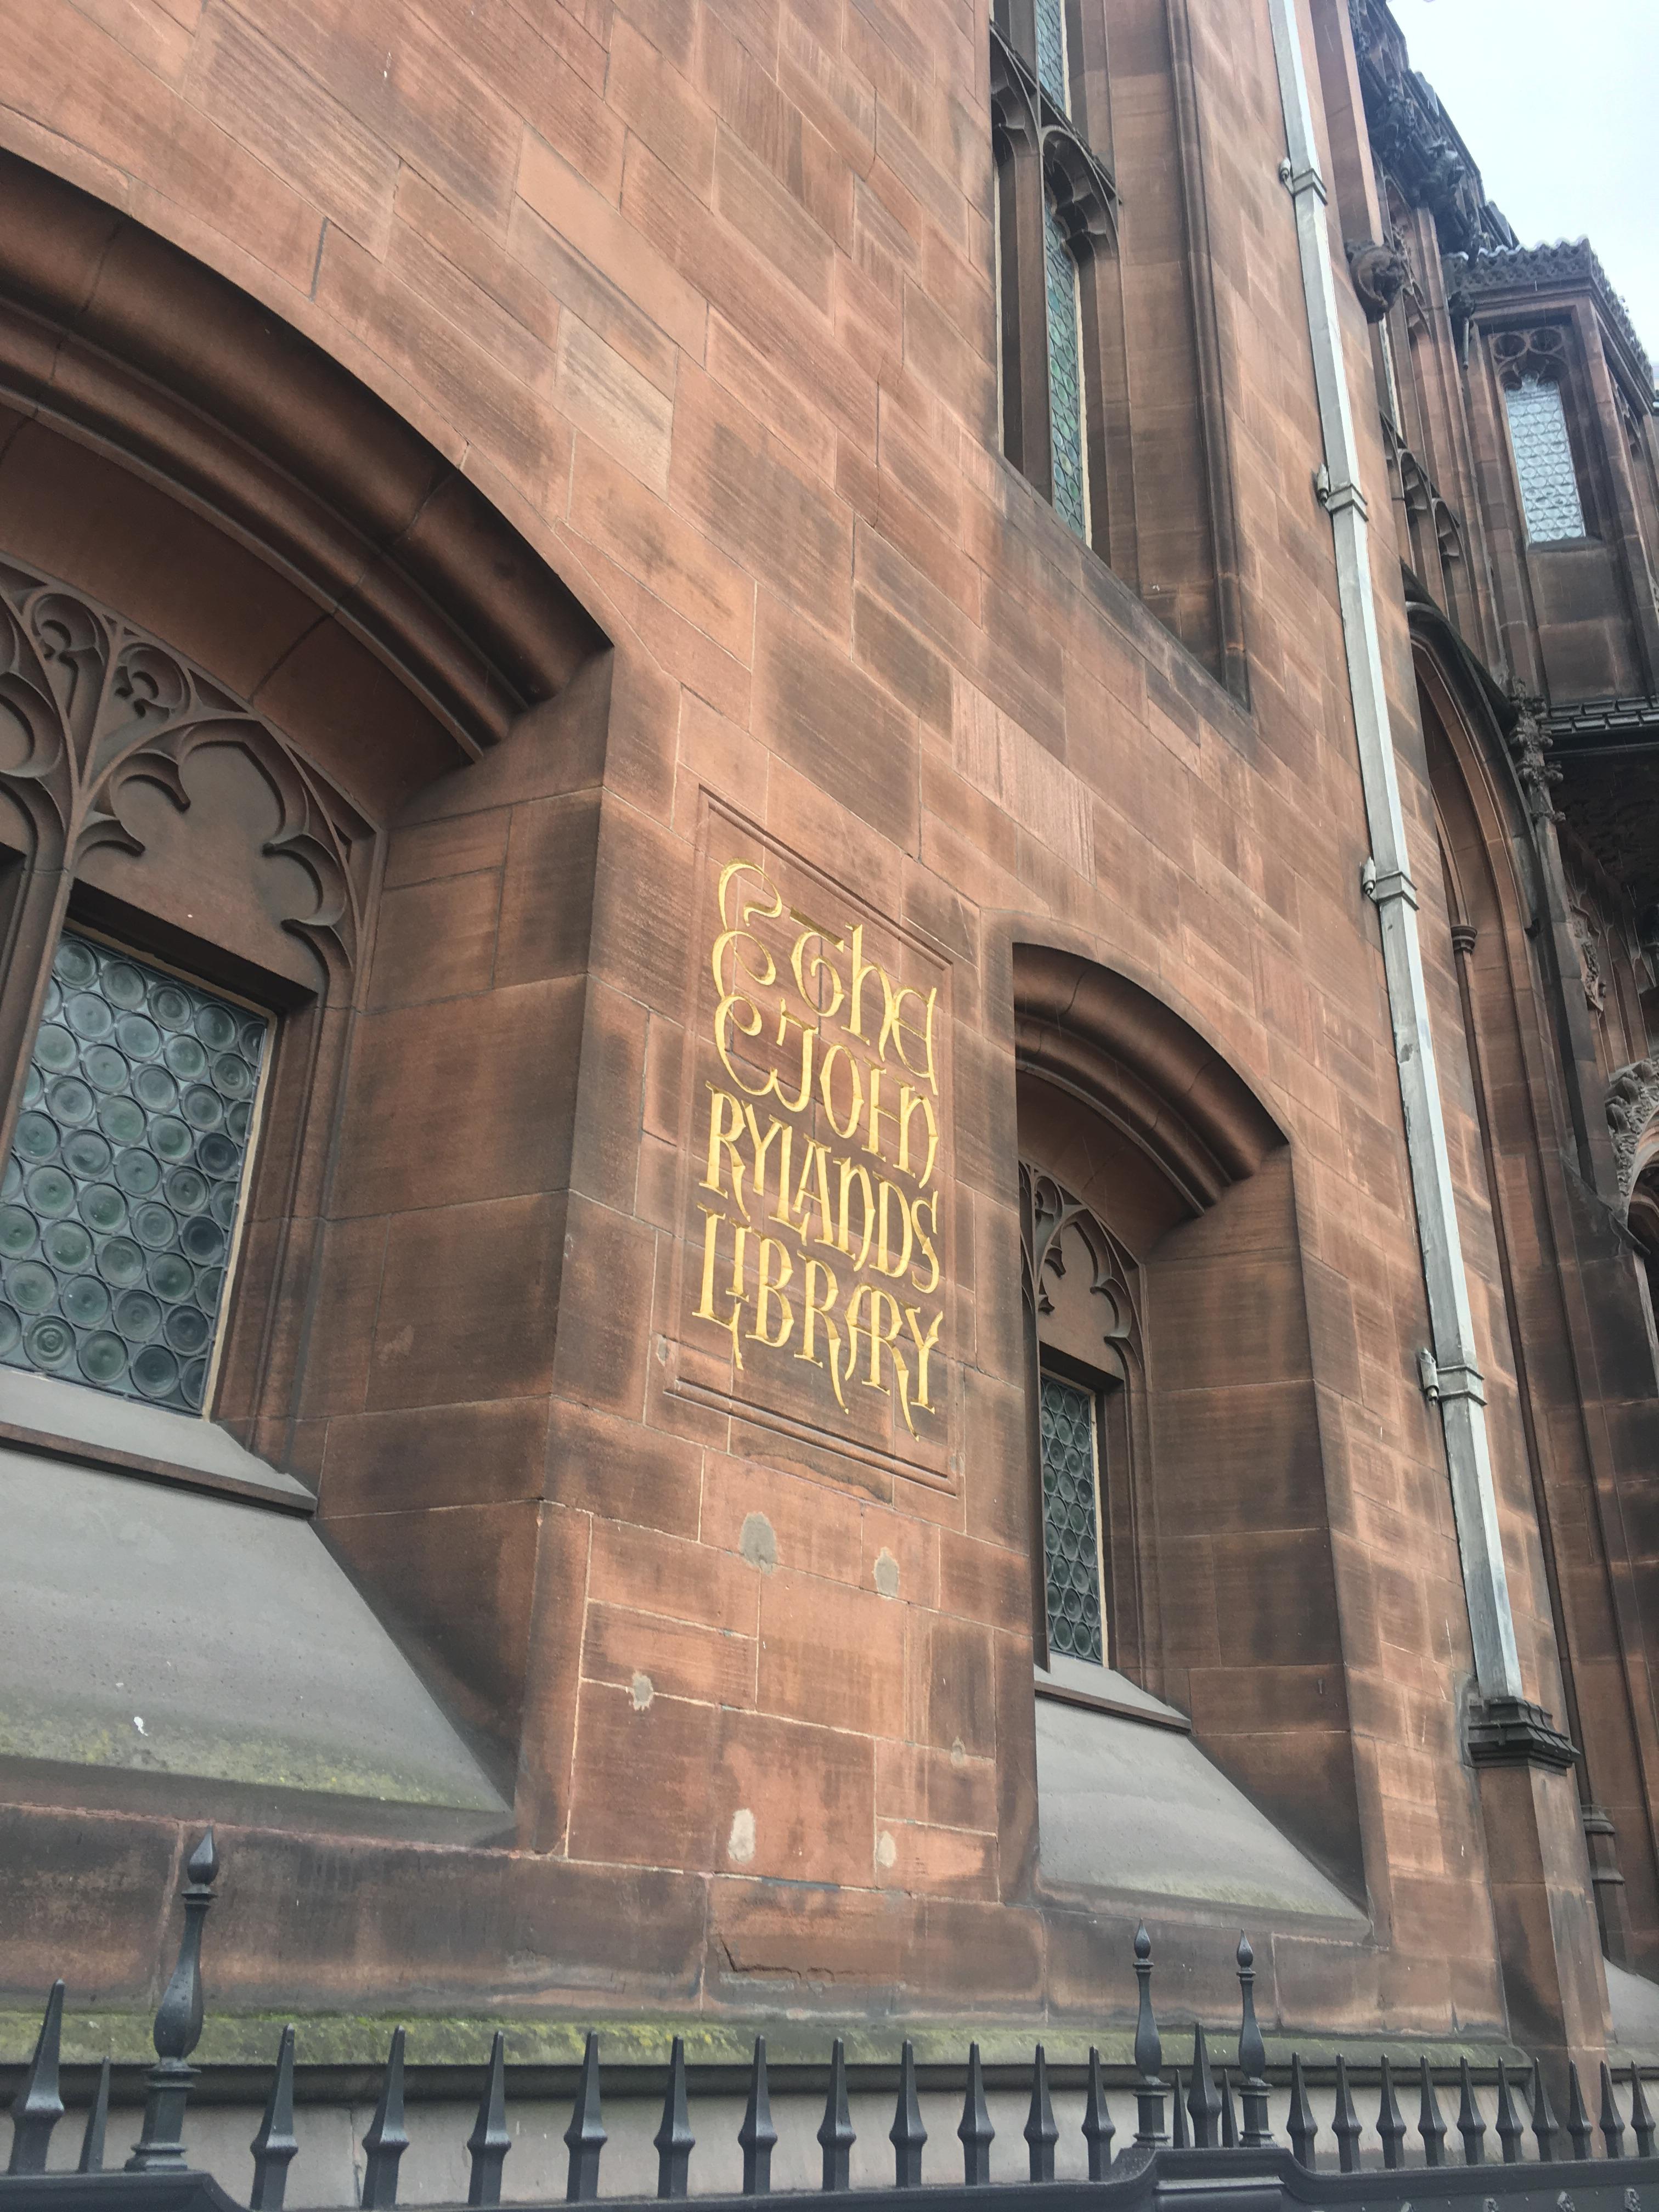 The
JOHN
RYLANDS
LIBRARY